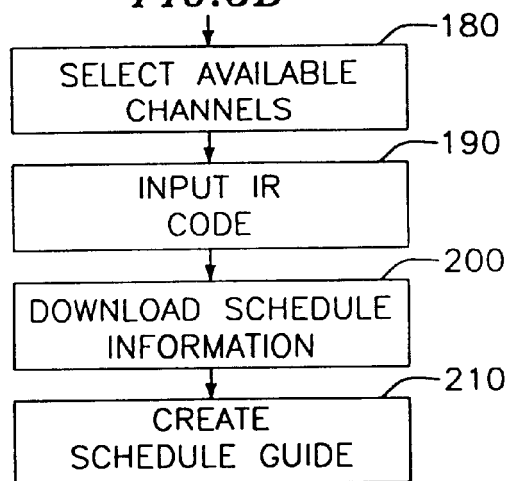 180
SELECT AVAILABLE
CHANNELS
190
INPUT IR
CODE
200
DOWNLOAD SCHEDULE
INFORMATION
210
CREATE
SCHEDULE GUIDE